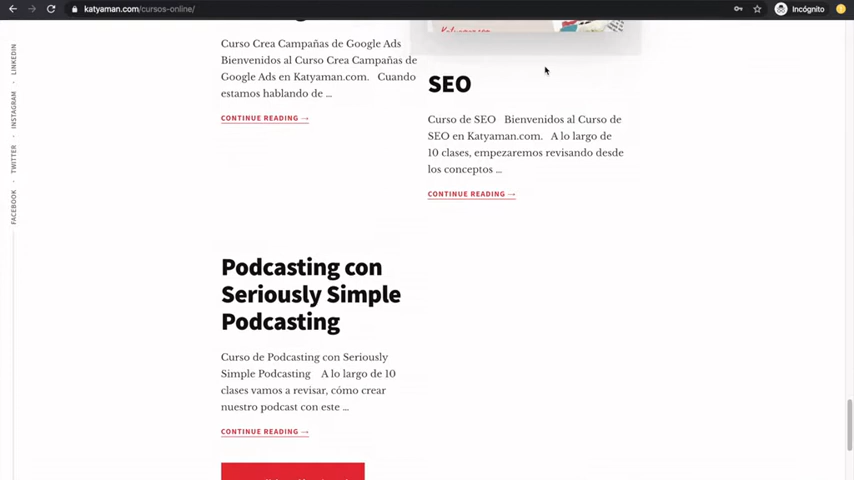 katyaman.com/cursos-online/
Incógnito
LINKEDIN
INSTAGRAM
TWITTER
FACEBOOK
Curso Crea Campañas de Google Ads
Bienvenidos al Curso Crea Campañas de
Google Ads en Katyaman.com. Cuando
estamos hablando de ...
CONTINUE READING →
SEO
Curso de SEO Bienvenidos al Curso de
SEO en Katyaman.com. A lo largo de
10 clases, empezaremos revisando desde
los conceptos ...
CONTINUE READING →
Podcasting con
Seriously Simple
Podcasting
Curso de Podcasting con Seriously
Simple Podcasting A lo largo de 10
clases vamos a revisar, cómo crear
nuestro podcast con este ...
CONTINUE READING →